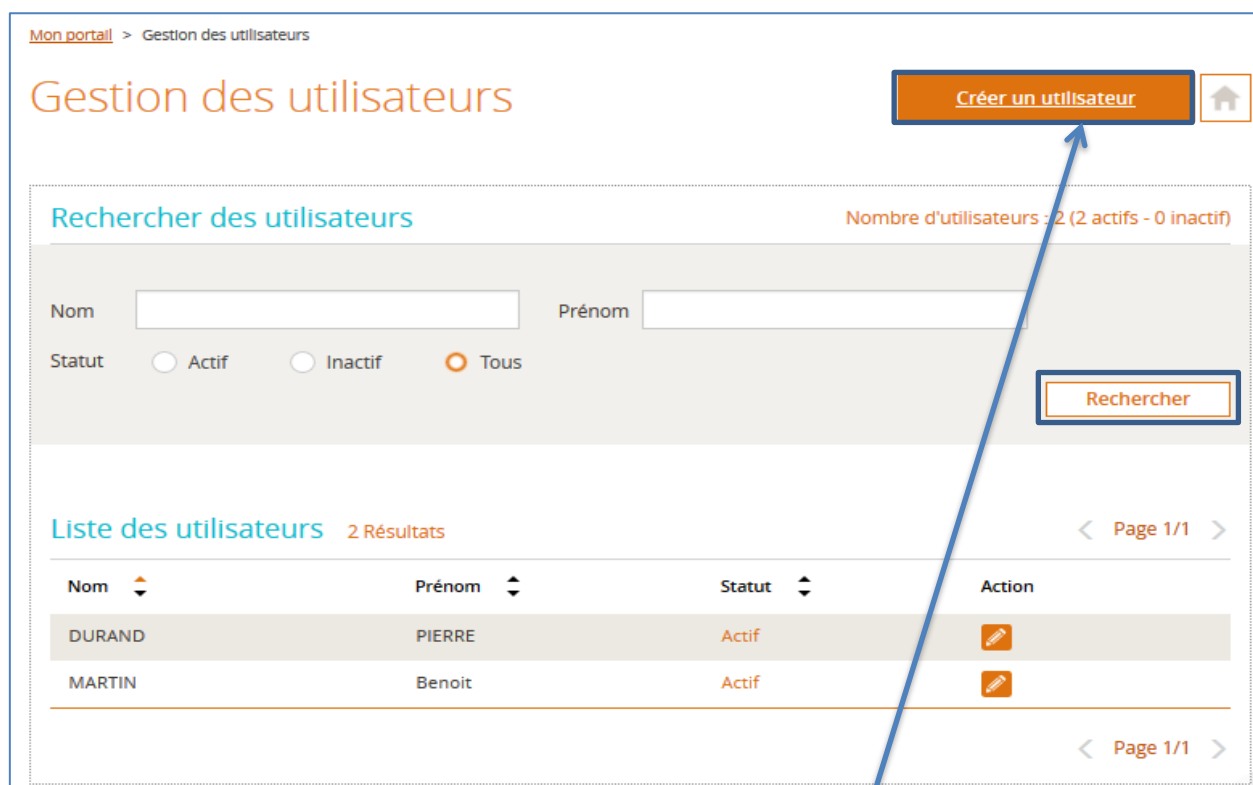 Mon portail > Gestion des utilisateurs
Gestion des utilisateurs
Créer un utilisateur
Rechercher des utilisateurs
Nombre d'utilisateurs : 2 (2 actifs - 0 inactif)
Nom
Prénom
Statut Actif Inactif Tous
Rechercher
Liste des utilisateurs 2 Résultats
< Page 1/1 >
Nom Prénom Statut Action
DURAND PIERRE Actif
MARTIN Benoit Actif
< Page 1/1 >